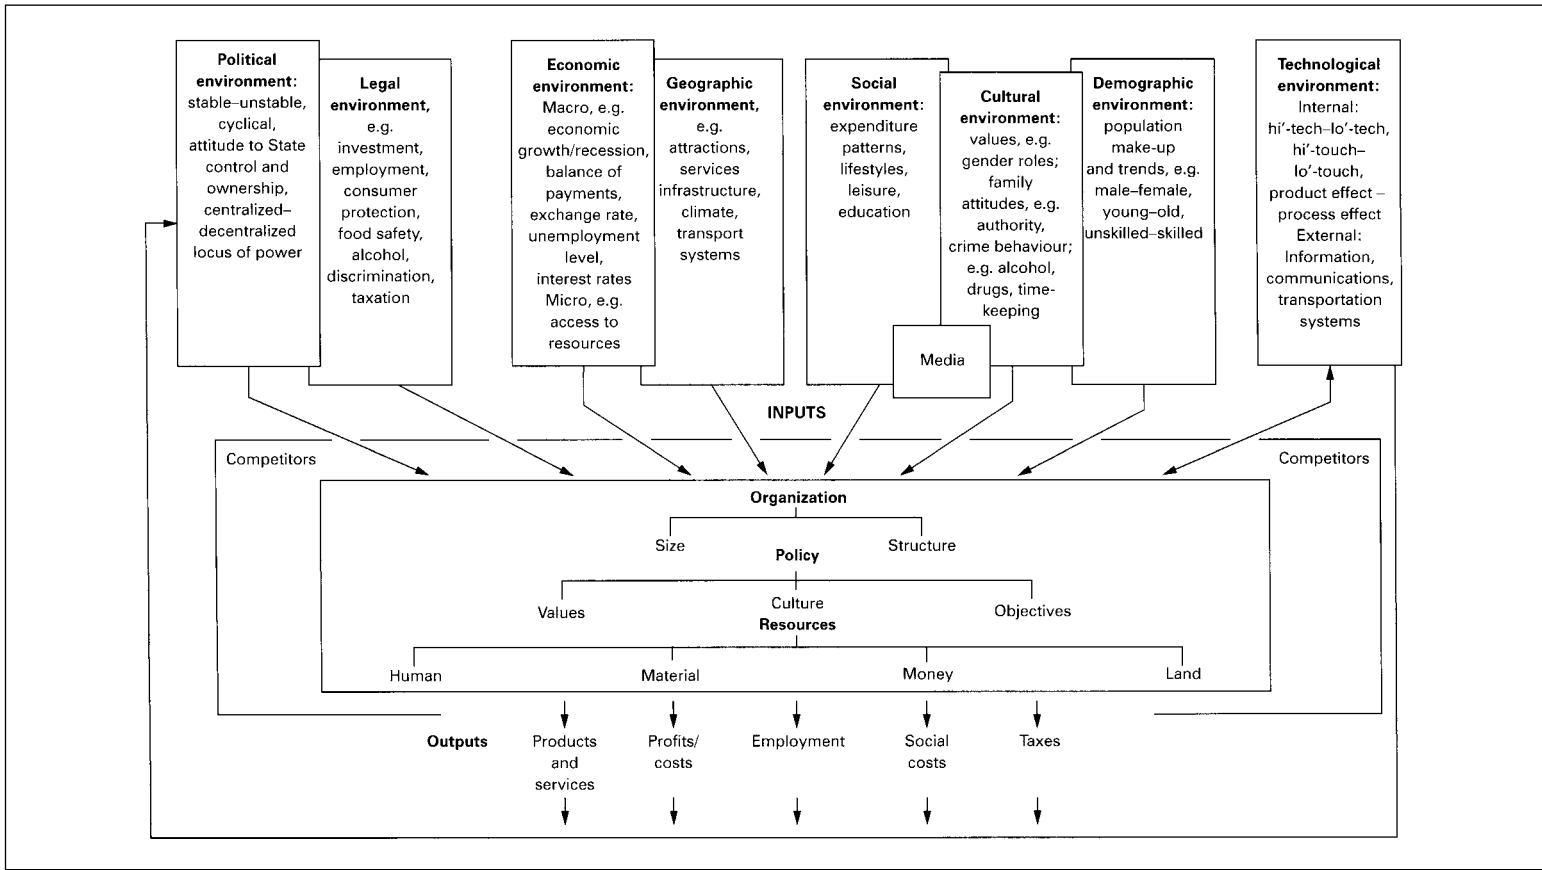 Political
environment:
stable–unstable,
cyclical,
attitude to State
control and
ownership,
centralized–
decentralized
locus of power
Legal
environment,
e.g.
investment,
employment,
consumer
protection,
food safety,
alcohol,
discrimination,
taxation
Economic
environment:
Macro, e.g.
economic
growth/recession,
balance of
payments,
exchange rate,
unemployment
level,
interest rates
Micro, e.g.
access to
resources
Geographic
environment,
e.g.
attractions,
services
infrastructure,
climate,
transport
systems
Social
environment:
expenditure
patterns,
lifestyles,
leisure,
education
Cultural
environment:
values, e.g.
gender roles;
family
attitudes, e.g.
authority,
crime behaviour;
e.g. alcohol,
drugs, time-
keeping
Demographic
environment:
population
make-up
and trends, e.g.
male–female,
young–old,
unskilled–skilled
Technological
environment:
Internal:
hi'-tech–lo'-tech,
hi'-touch–
lo'-touch,
product effect –
process effect
External:
Information,
communications,
transportation
systems
Media
INPUTS
Competitors
Competitors
Organization
Size
Structure
Policy
Values
Culture
Objectives
Resources
Human
Material
Money
Land
Outputs
Products
and
services
Profits/
costs
Employment
Social
costs
Taxes